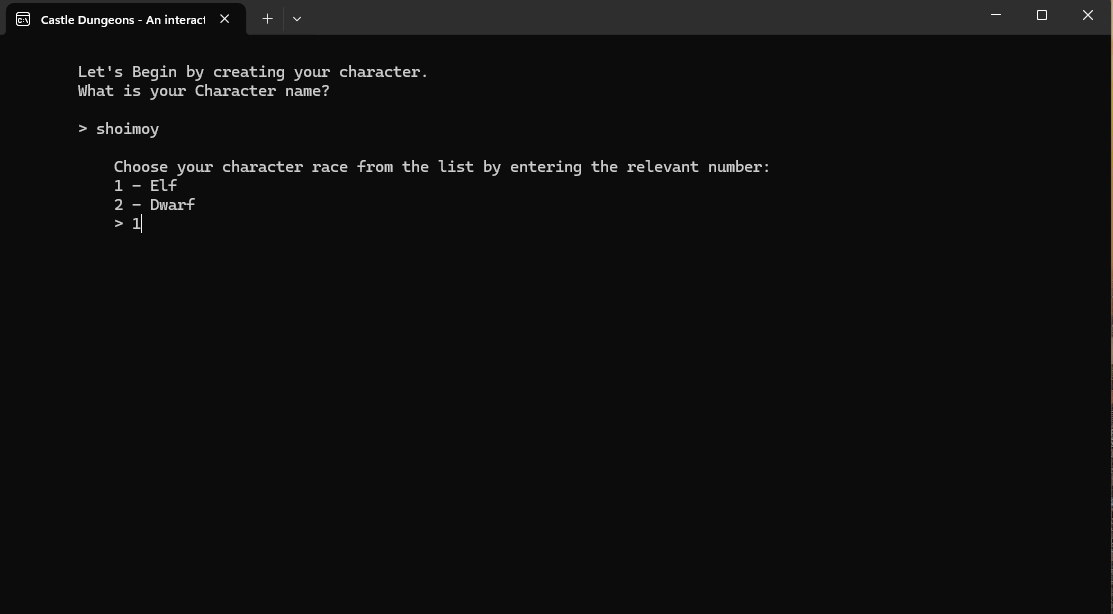 Castle Dungeons - An interact
Let's Begin by creating your character.
What is your Character name?
> shoimoy
Choose your character race from the list by entering the relevant number:
1 - Elf
2 - Dwarf
> 1